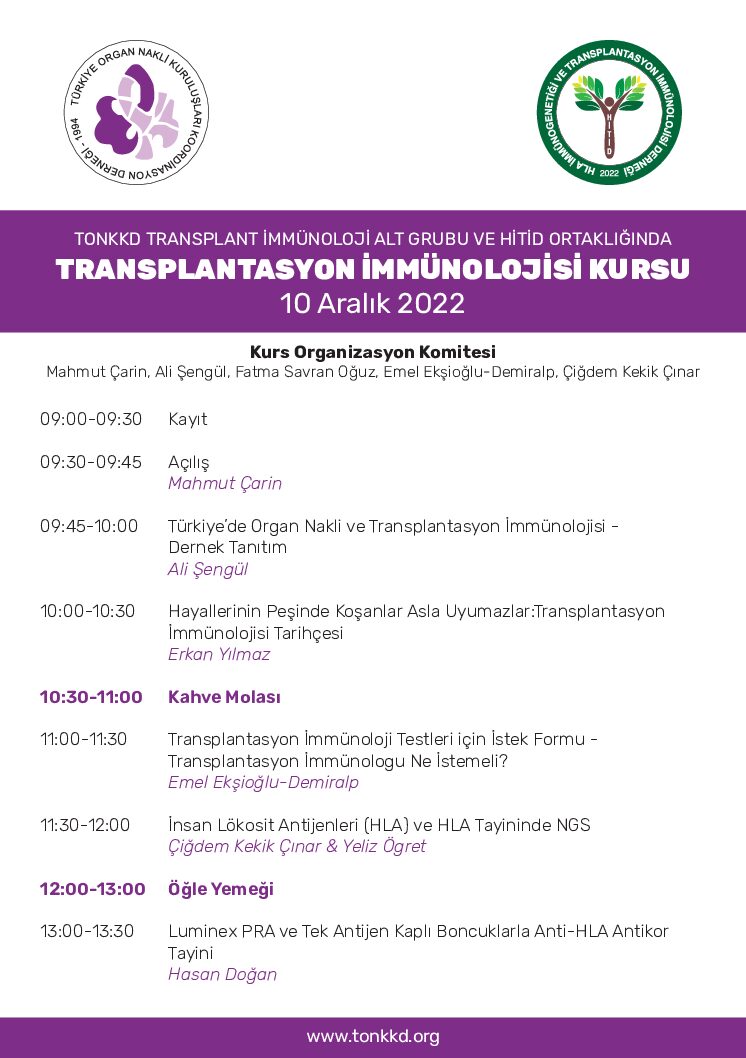 TÜRKİYE ORGAN NAKLİ KURULUŞLARI KOORDİNASYON DERNEĞİ - 1994
HLA İMMÜNOGENETİĞİ VE TRANSPLANTASYON İMMÜNOLOJİSİ DERNEĞİ
HİTİD
2022
TONKKD TRANSPLANT İMMÜNOLOJİ ALT GRUBU VE HİTİD ORTAKLIĞINDA
TRANSPLANTASYON İMMÜNOLOJİSİ KURSU
10 Aralık 2022
Kurs Organizasyon Komitesi
Mahmut Çarin, Ali Şengül, Fatma Savran Oğuz, Emel Ekşioğlu-Demiralp, Çiğdem Kekik Çınar
09:00-09:30 Kayıt
09:30-09:45 Açılış
Mahmut Çarin
09:45-10:00 Türkiye'de Organ Nakli ve Transplantasyon İmmünolojisi -
Dernek Tanıtım
Ali Şengül
10:00-10:30 Hayallerinin Peşinde Koşanlar Asla Uyumazlar:Transplantasyon
İmmünolojisi Tarihçesi
Erkan Yılmaz
10:30-11:00 Kahve Molası
11:00-11:30 Transplantasyon İmmünoloji Testleri için İstek Formu -
Transplantasyon İmmünologu Ne İstemeli?
Emel Ekşioğlu-Demiralp
11:30-12:00 İnsan Lökosit Antijenleri (HLA) ve HLA Tayininde NGS
Çiğdem Kekik Çınar & Yeliz Ögret
12:00-13:00 Öğle Yemeği
13:00-13:30 Luminex PRA ve Tek Antijen Kaplı Boncuklarla Anti-HLA Antikor
Tayini
Hasan Doğan
www.tonkkd.org